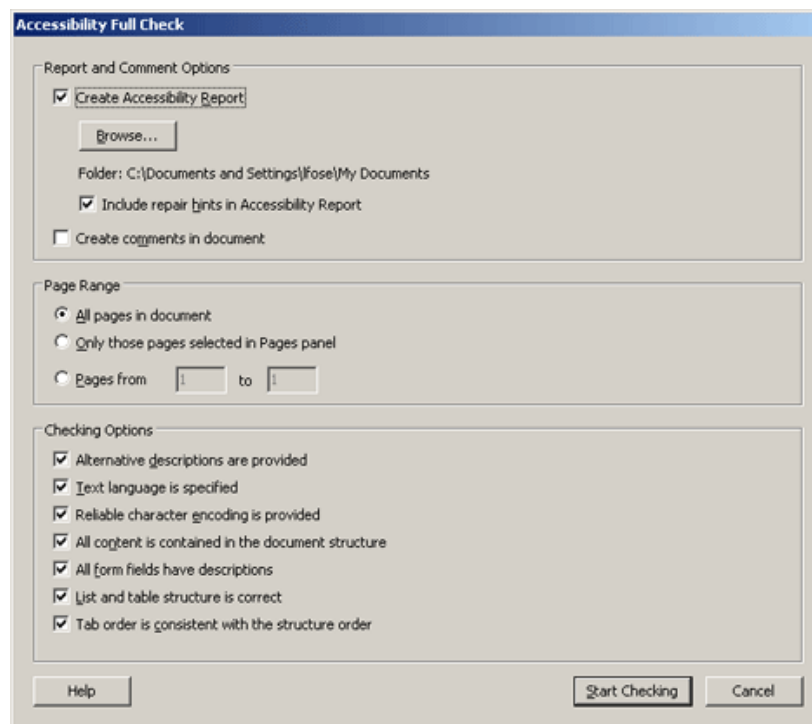 Accessibility Full Check
Report and Comment Options
Create Accessibility Report
Browse...
Folder: C:\Documents and Settings\lfose\My Documents
Include repair hints in Accessibility Report
Create comments in document
Page Range
All pages in document
Only those pages selected in Pages panel
Pages from 1 to 1
Checking Options
Alternative descriptions are provided
Text language is specified
Reliable character encoding is provided
All content is contained in the document structure
All form fields have descriptions
List and table structure is correct
Tab order is consistent with the structure order
Help Start Checking Cancel